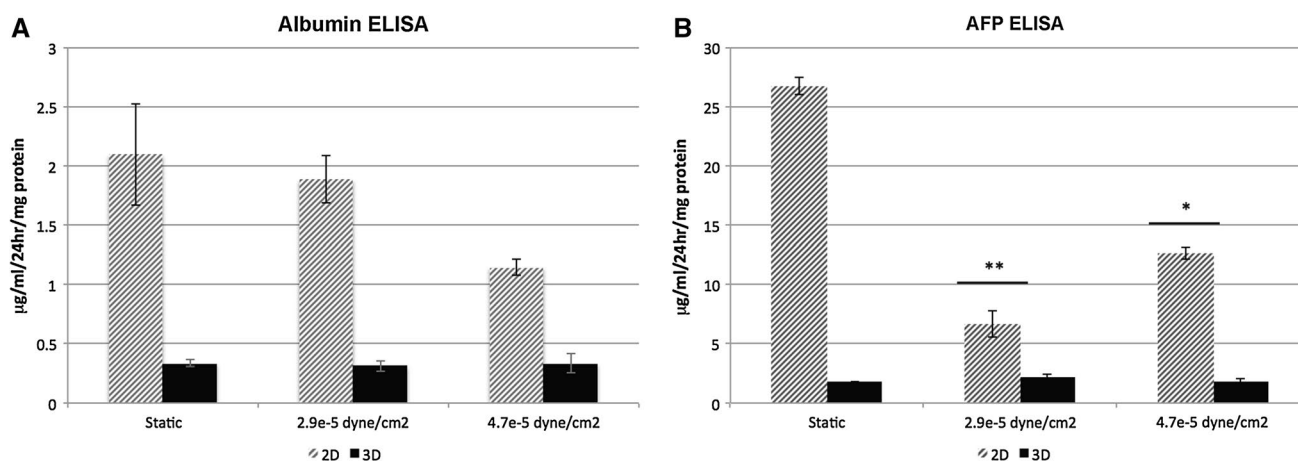 A
Albumin ELISA
3
2.5
2
1.5
1
0.5
0
µg/ml/24hr/mg protein
Static
2.9e-5 dyne/cm2
4.7e-5 dyne/cm2
2D
3D
B
AFP ELISA
30
25
20
15
10
5
0
µg/ml/24hr/mg protein
**
*
Static
2.9e-5 dyne/cm2
4.7e-5 dyne/cm2
2D
3D